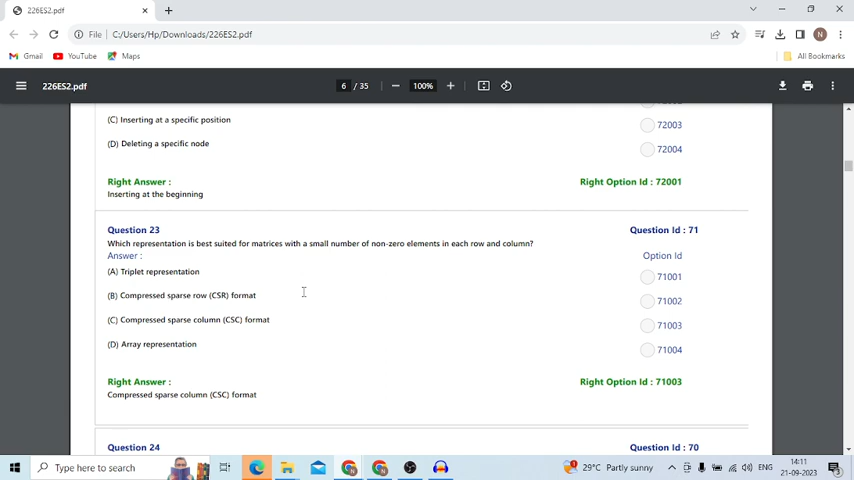 226ES2.pdf
File C:/Users/Hp/Downloads/226ES2.pdf N
Gmail YouTube Maps All Bookmarks
226ES2.pdf 6 / 35 100%
(C) Inserting at a specific position 72003
(D) Deleting a specific node 72004
Right Answer : Right Option Id : 72001
Inserting at the beginning
Question 23 Question Id : 71
Which representation is best suited for matrices with a small number of non-zero elements in each row and column?
Answer : Option Id
(A) Triplet representation 71001
(B) Compressed sparse row (CSR) format 71002
(C) Compressed sparse column (CSC) format 71003
(D) Array representation 71004
Right Answer : Right Option Id : 71003
Compressed sparse column (CSC) format
Question 24 Question Id : 70
Type here to search 29°C Partly sunny ENG 14:11
21-09-2023 3